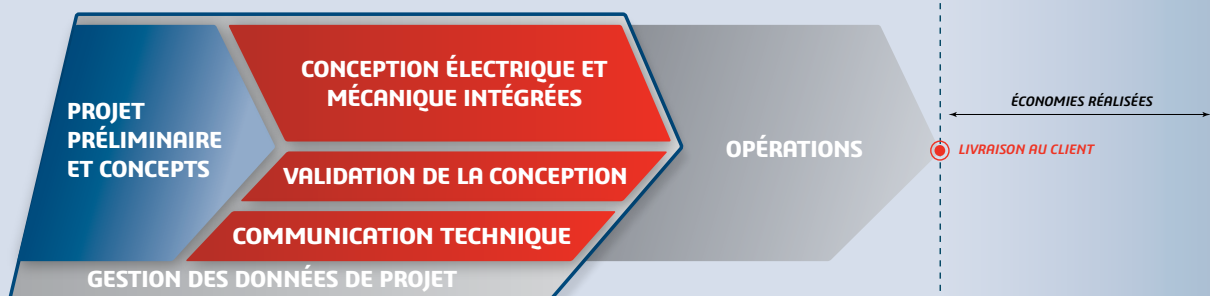 PROJET
PRÉLIMINAIRE
ET CONCEPTS
CONCEPTION ÉLECTRIQUE ET
MÉCANIQUE INTÉGRÉES
VALIDATION DE LA CONCEPTION
COMMUNICATION TECHNIQUE
GESTION DES DONNÉES DE PROJET
OPÉRATIONS
ÉCONOMIES RÉALISÉES
LIVRAISON AU CLIENT